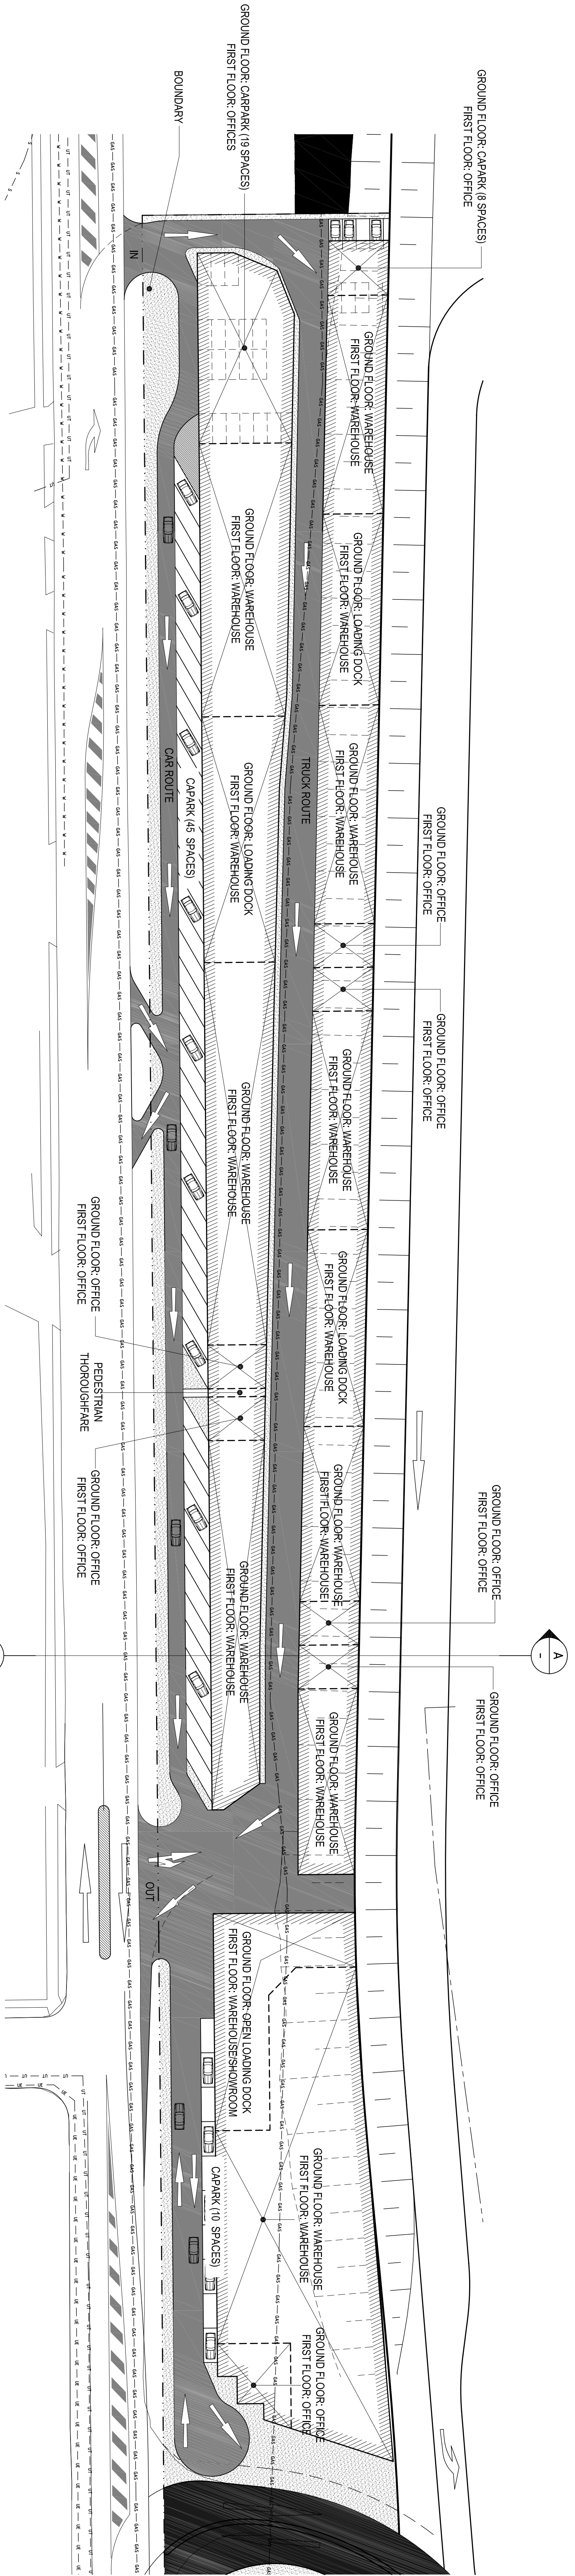 GROUND FLOOR: CAPARK (8 SPACES)
FIRST FLOOR: OFFICE
GROUND FLOOR: CARPARK (19 SPACES)
FIRST FLOOR: OFFICES
BOUNDARY
IN
GROUND FLOOR: WAREHOUSE
FIRST FLOOR: WAREHOUSE
GROUND FLOOR: LOADING DOCK
FIRST FLOOR: WAREHOUSE
GROUND FLOOR: WAREHOUSE
FIRST FLOOR: WAREHOUSE
GROUND FLOOR: OFFICE
FIRST FLOOR: OFFICE
GROUND FLOOR: OFFICE
FIRST FLOOR: OFFICE
GROUND FLOOR: WAREHOUSE
FIRST FLOOR: WAREHOUSE
GROUND FLOOR: LOADING DOCK
FIRST FLOOR: WAREHOUSE
GROUND FLOOR: WAREHOUSE
FIRST FLOOR: WAREHOUSE
GROUND FLOOR: OFFICE
FIRST FLOOR: OFFICE
GROUND FLOOR: OFFICE
FIRST FLOOR: OFFICE
GROUND FLOOR: WAREHOUSE
FIRST FLOOR: WAREHOUSE
A
-
TRUCK ROUTE
GROUND FLOOR: WAREHOUSE
FIRST FLOOR: WAREHOUSE
GROUND FLOOR: LOADING DOCK
FIRST FLOOR: WAREHOUSE
GROUND FLOOR: WAREHOUSE
FIRST FLOOR: WAREHOUSE
GROUND FLOOR: WAREHOUSE
FIRST FLOOR: WAREHOUSE
CAPARK (45 SPACES)
CAR ROUTE
GROUND FLOOR: OFFICE
FIRST FLOOR: OFFICE
PEDESTRIAN
THOROUGHFARE
GROUND FLOOR: OFFICE
FIRST FLOOR: OFFICE
OUT
GROUND FLOOR: OPEN LOADING DOCK
FIRST FLOOR: WAREHOUSE/SHOWROOM
GROUND FLOOR: WAREHOUSE
FIRST FLOOR: WAREHOUSE
CAPARK (10 SPACES)
GROUND FLOOR: OFFICE
FIRST FLOOR: OFFICE